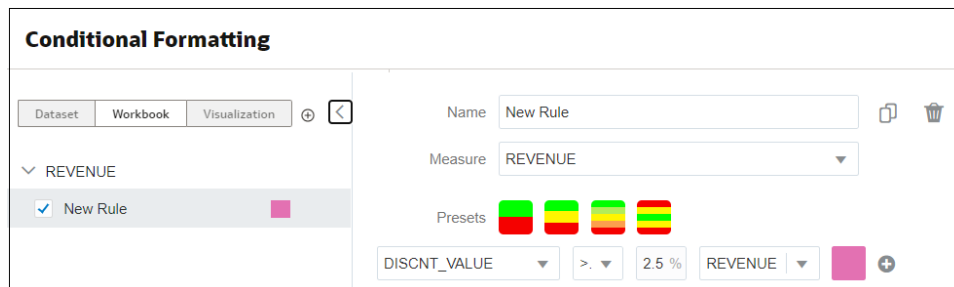 Conditional Formatting
Dataset Workbook Visualization
Name New Rule
Measure REVENUE
REVENUE
New Rule
Presets
DISCNT_VALUE >. 2.5 % REVENUE